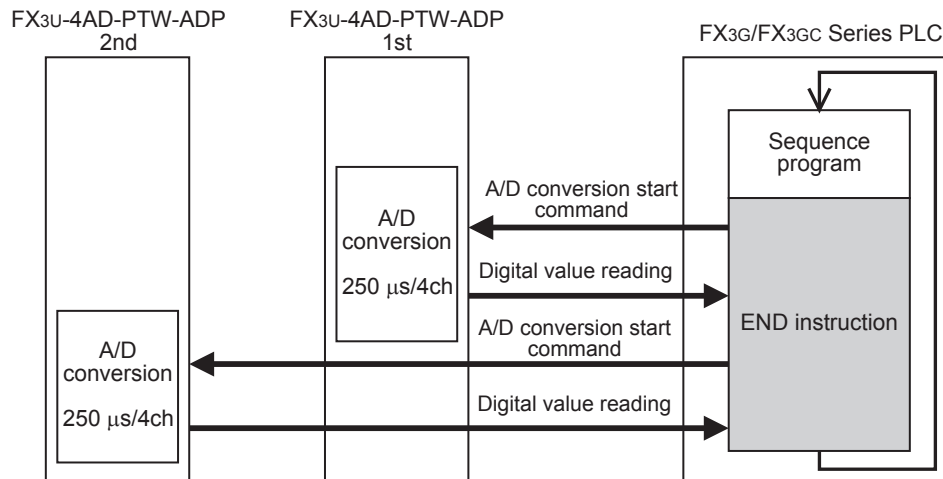 FX3U-4AD-PTW-ADP
2nd
FX3U-4AD-PTW-ADP
1st
FX3G/FX3GC Series PLC
Sequence
program
A/D conversion start
command
A/D
conversion
250 μs/4ch
Digital value reading
END instruction
A/D conversion start
command
A/D
conversion
250 μs/4ch
Digital value reading